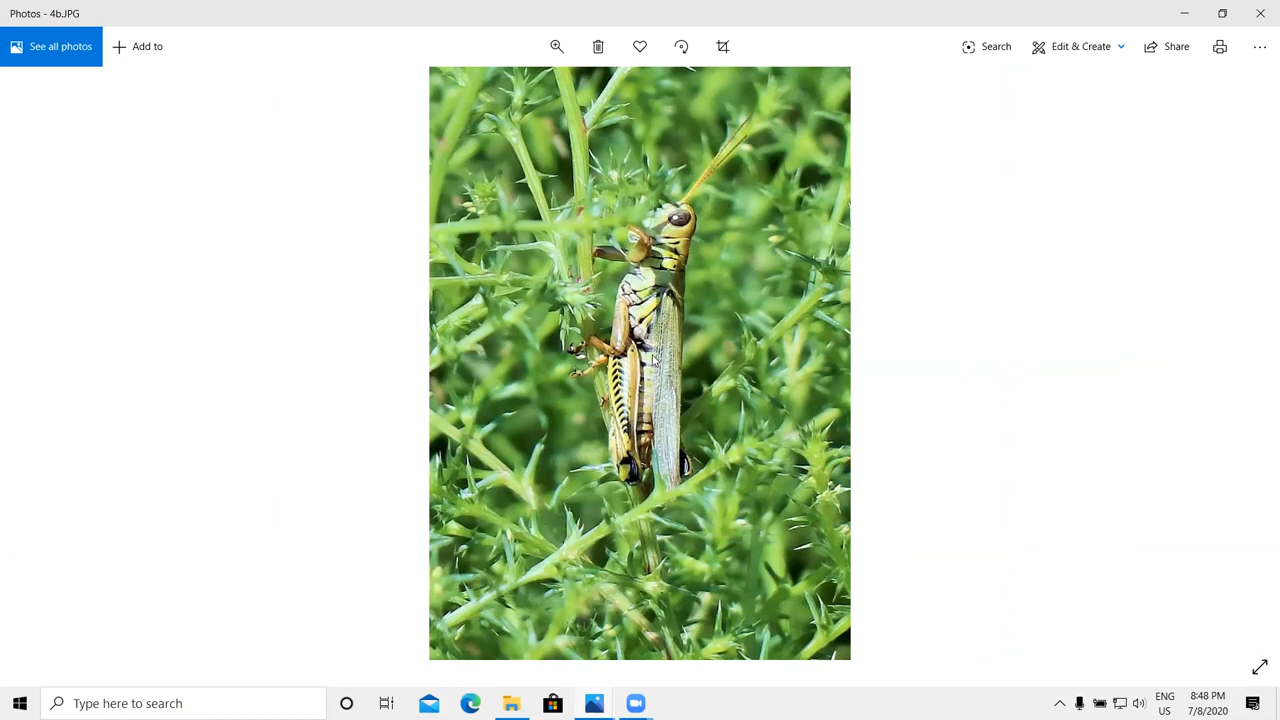 Photos - 4b.JPG
See all photos
Add to
Search
Edit & Create
Share
Type here to search
ENG
US
8:48 PM
7/8/2020